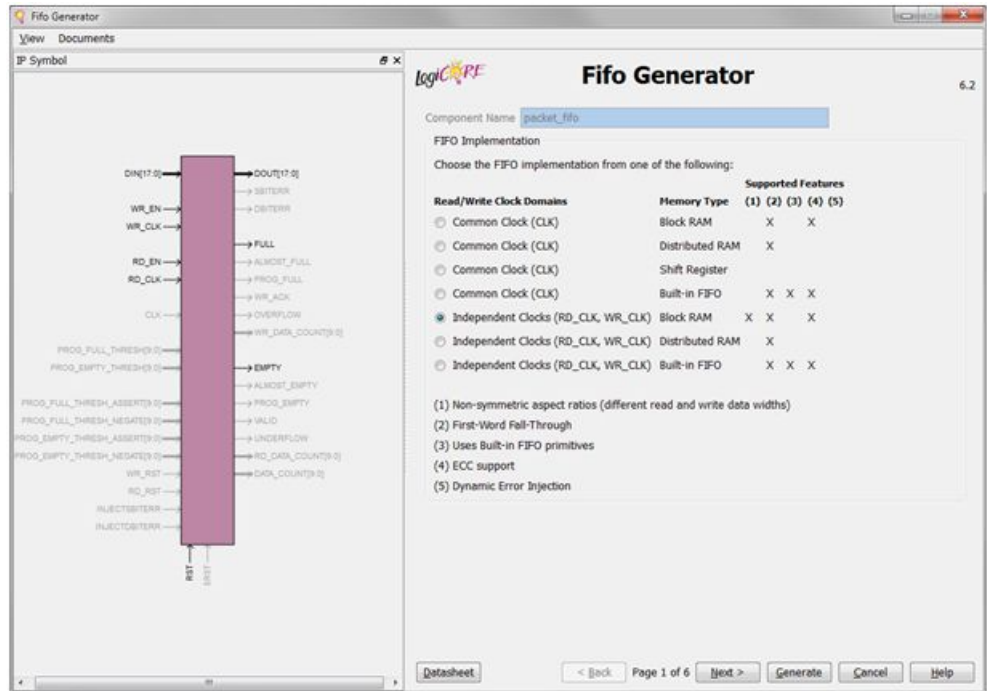 Fifo Generator
View Documents
IP Symbol
DIN[17:0]
WR_EN
WR_CLK
RD_EN
RD_CLK
CLK
PROG_FULL_THRESH[9:0]
PROG_EMPTY_THRESH[9:0]
PROG_FULL_THRESH_ASSERT[9:0]
PROG_FULL_THRESH_NEGATE[9:0]
PROG_EMPTY_THRESH_ASSERT[9:0]
PROG_EMPTY_THRESH_NEGATE[9:0]
WR_RST
RD_RST
INJECTSBITERR
INJECTDBITERR
RST
SRST
DOUT[17:0]
SBITERR
DBITERR
FULL
ALMOST_FULL
PROG_FULL
WR_ACK
OVERFLOW
WR_DATA_COUNT[9:0]
EMPTY
ALMOST_EMPTY
PROG_EMPTY
VALID
UNDERFLOW
RD_DATA_COUNT[9:0]
DATA_COUNT[9:0]
LogiCORE
Fifo Generator
6.2
Component Name packet_fifo
FIFO Implementation
Choose the FIFO implementation from one of the following:
Supported Features
Read/Write Clock Domains Memory Type (1) (2) (3) (4) (5)
Common Clock (CLK) Block RAM X X
Common Clock (CLK) Distributed RAM X
Common Clock (CLK) Shift Register
Common Clock (CLK) Built-in FIFO X X X
Independent Clocks (RD_CLK, WR_CLK) Block RAM X X X
Independent Clocks (RD_CLK, WR_CLK) Distributed RAM X
Independent Clocks (RD_CLK, WR_CLK) Built-in FIFO X X X
(1) Non-symmetric aspect ratios (different read and write data widths)
(2) First-Word Fall-Through
(3) Uses Built-in FIFO primitives
(4) ECC support
(5) Dynamic Error Injection
Datasheet < Back Page 1 of 6 Next > Generate Cancel Help